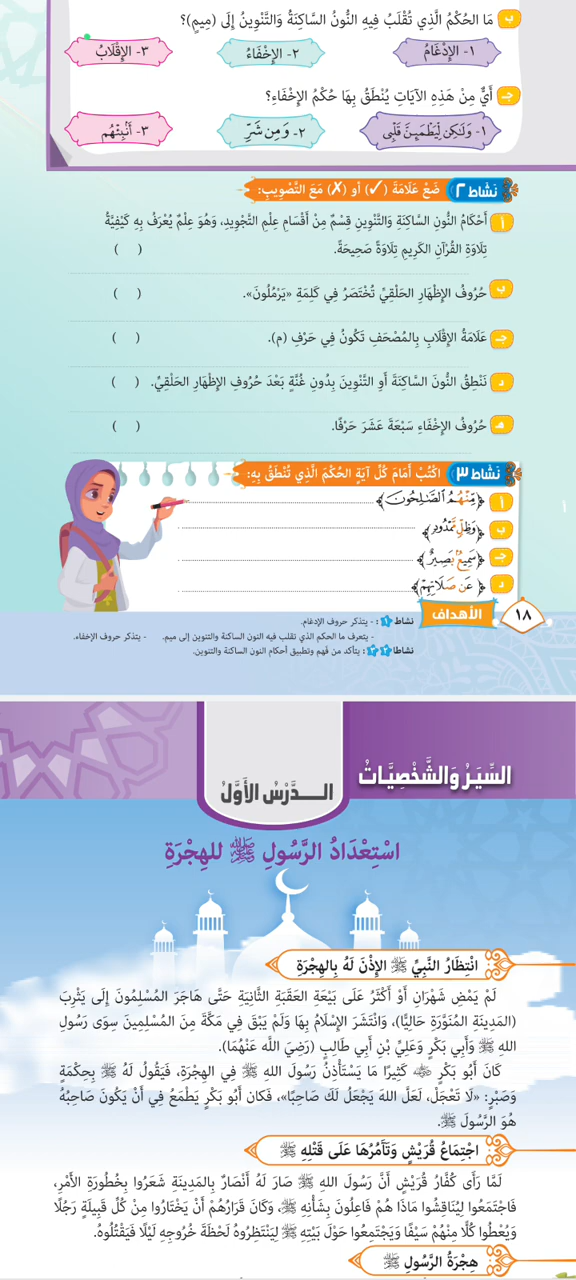 ب مَا الحُكْمُ الَّذِي تُقْلَبُ فِيهِ النُّونُ السَّاكِنَةُ وَالتَّنْوِينُ إِلَى (مِيمٍ)؟
١- الإِدْغَامُ ٢- الإِخْفَاءُ ٣- الإِقْلَابُ
جـ أَيٌّ مِنْ هَذِهِ الآيَاتِ يُنْطَقُ بِهَا حُكْمُ الإِخْفَاءِ؟
١- وَلَٰكِن لِّيَطْمَئِنَّ قَلْبِى ٢- وَمِن شَرِّ ٣- أَنۢبِئْهُم
نشاط ٢ ضَعْ عَلَامَةَ (✓) أو (✗) مَعَ التَّصْوِيبِ:
أ أَحْكَامُ النُّونِ السَّاكِنَةِ وَالتَّنْوِينِ قِسْمٌ مِنْ أَقْسَامِ عِلْمِ التَّجْوِيدِ، وَهُوَ عِلْمٌ يُعْرَفُ بِهِ كَيْفِيَّةُ
تِلَاوَةِ القُرْآنِ الكَرِيمِ تِلَاوَةً صَحِيحَةً. ( )
ب حُرُوفُ الإِظْهَارِ الحَلْقِيِّ تُخْتَصَرُ فِي كَلِمَةِ «يَرْمُلُونَ». ( )
جـ عَلَامَةُ الإِقْلَابِ بِالمُصْحَفِ تَكُونُ فِي حَرْفِ (م). ( )
د نَنْطِقُ النُّونَ السَّاكِنَةَ أَوِ التَّنْوِينَ بِدُونِ غُنَّةٍ بَعْدَ حُرُوفِ الإِظْهَارِ الحَلْقِيِّ. ( )
هـ حُرُوفُ الإِخْفَاءِ سَبْعَةَ عَشَرَ حَرْفًا. ( )
نشاط ٣ اكْتُبْ أَمَامَ كُلِّ آيَةٍ الحُكْمَ الَّذِي تُنْطَقُ بِهِ:
أ ﴿مِّنْهُمُ الصَّٰلِحُونَ﴾
ب ﴿وَظِلٍّ مَّمْدُودٍ﴾
جـ ﴿سَمِيعٌۢ بَصِيرٌ﴾
د ﴿عَن صَلَاتِهِمْ﴾
١٨ الأهداف
نشاط ١ : - يتذكر حروف الإدغام.
- يتعرف ما الحكم الذي تقلب فيه النون الساكنة والتنوين إلى ميم. - يتذكر حروف الإخفاء.
نشاطا ٢، ٣ : يتأكد من فهم وتطبيق أحكام النون الساكنة والتنوين.
السِّيَرُ وَالشَّخْصِيَّاتُ
الـــدَّرْسُ الأَوَّلُ
اسْتِعْدَادُ الرَّسُولِ ﷺ للهِجْرَةِ
انْتِظَارُ النَّبِيِّ ﷺ الإِذْنَ لَهُ بِالهِجْرَةِ
لَمْ يَمْضِ شَهْرَانِ أَوْ أَكْثَرُ عَلَى بَيْعَةِ العَقَبَةِ الثَّانِيَةِ حَتَّى هَاجَرَ المُسْلِمُونَ إِلَى يَثْرِبَ
(المَدِينَةِ المُنَوَّرَةِ حَالِيًّا)، وَانْتَشَرَ الإِسْلَامُ بِهَا وَلَمْ يَبْقَ فِي مَكَّةَ مِنَ المُسْلِمِينَ سِوَى رَسُولِ
اللهِ ﷺ وَأَبِي بَكْرٍ وَعَلِيِّ بْنِ أَبِي طَالِبٍ (رَضِيَ اللَّهُ عَنْهُمَا).
كَانَ أَبُو بَكْرٍ كَثِيرًا مَا يَسْتَأْذِنُ رَسُولَ اللهِ ﷺ فِي الهِجْرَةِ، فَيَقُولُ لَهُ ﷺ بِحِكْمَةٍ
وَصَبْرٍ: «لَا تَعْجَلْ، لَعَلَّ اللهَ يَجْعَلُ لَكَ صَاحِبًا»، فَكان أَبُو بَكْرٍ يَطْمَعُ فِي أَنْ يَكُونَ صَاحِبُهُ
هُوَ الرَّسُولَ ﷺ.
اجْتِمَاعُ قُرَيْشٍ وَتَآمُرُهَا عَلَى قَتْلِهِ ﷺ
لَمَّا رَأَى كُفَّارُ قُرَيْشٍ أَنَّ رَسُولَ اللهِ ﷺ صَارَ لَهُ أَنْصَارٌ بِالمَدِينَةِ شَعَرُوا بِخُطُورَةِ الأَمْرِ،
فَاجْتَمَعُوا لِيُنَاقِشُوا مَاذَا هُمْ فَاعِلُونَ بِشَأْنِهِ ﷺ، وَكَانَ قَرَارُهُمْ أَنْ يَخْتَارُوا مِنْ كُلِّ قَبِيلَةٍ رَجُلًا
وَيُعْطُوا كُلًّا مِنْهُمْ سَيْفًا وَيَجْتَمِعُوا حَوْلَ بَيْتِهِ ﷺ لِيَنْتَظِرُوهُ لَحْظَةَ خُرُوجِهِ لَيْلًا فَيَقْتُلُوهُ.
هِجْرَةُ الرَّسُولِ ﷺ